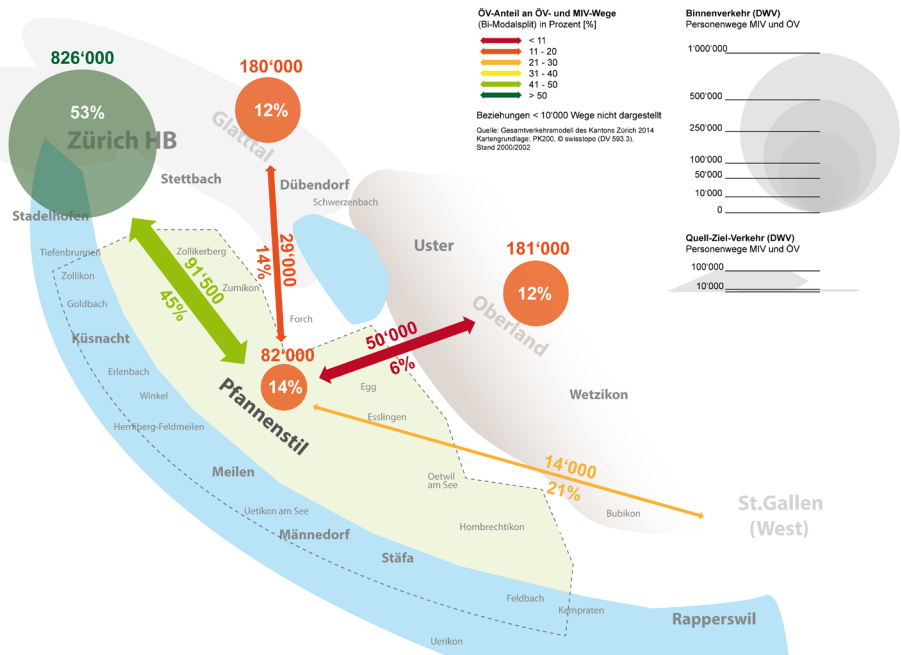 ÖV-Anteil an ÖV- und MIV-Wege
(Bi-Modalsplit) in Prozent [%]
< 11
11 - 20
21 - 30
31 - 40
41 - 50
> 50
Beziehungen < 10'000 Wege nicht dargestellt
Quelle: Gesamtverkehrsmodell des Kantons Zürich 2014
Kartengrundlage: PK200, © swisstopo (DV 593.3),
Stand 2000/2002
Binnenverkehr (DWV)
Personenwege MIV und ÖV
1'000'000
500'000
250'000
100'000
50'000
10'000
0
Quell-Ziel-Verkehr (DWV)
Personenwege MIV und ÖV
100'000
10'000
826‘000
53%
Zürich HB
180‘000
12%
Glatttal
Stettbach
Dübendorf
Schwerzenbach
Stadelhofen
Uster
181‘000
12%
Oberland
Tiefenbrunnen
Zollikerberg
Zollikon
Zumikon
Goldbach
Forch
91‘500
45%
29‘000
14%
Küsnacht
50‘000
6%
82‘000
14%
Pfannenstil
Erlenbach
Egg
Winkel
Esslingen
Wetzikon
Herrliberg-Feldmeilen
14‘000
21%
Meilen
Oetwil
am See
Uetikon am See
Bubikon
St.Gallen
(West)
Männedorf
Hombrechtikon
Stäfa
Feldbach
Kempraten
Rapperswil
Uerikon